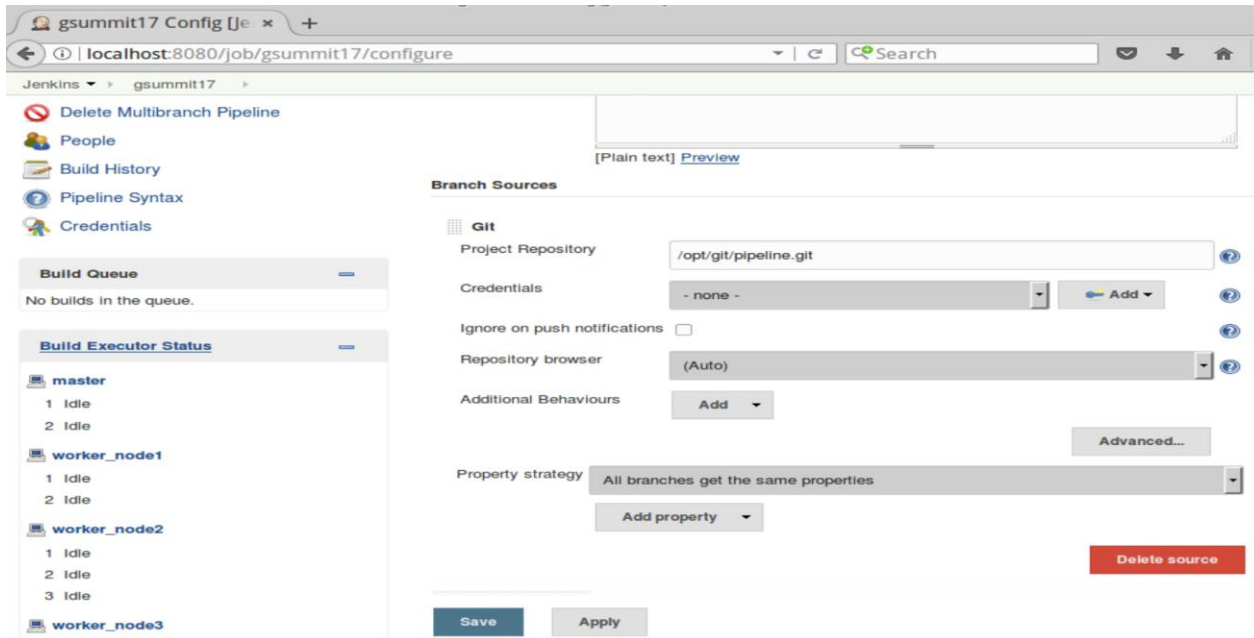 gsummit17 Config [Je
localhost:8080/job/gsummit17/configure
Search
Jenkins
gsummit17
Delete Multibranch Pipeline
People
Build History
Pipeline Syntax
Credentials
Build Queue
No builds in the queue.
Build Executor Status
master
1 Idle
2 Idle
worker_node1
1 Idle
2 Idle
worker_node2
1 Idle
2 Idle
3 Idle
worker_node3
[Plain text] Preview
Branch Sources
Git
Project Repository
/opt/git/pipeline.git
Credentials
- none -
Add
Ignore on push notifications
Repository browser
(Auto)
Additional Behaviours
Add
Advanced...
Property strategy
All branches get the same properties
Add property
Delete source
Save
Apply